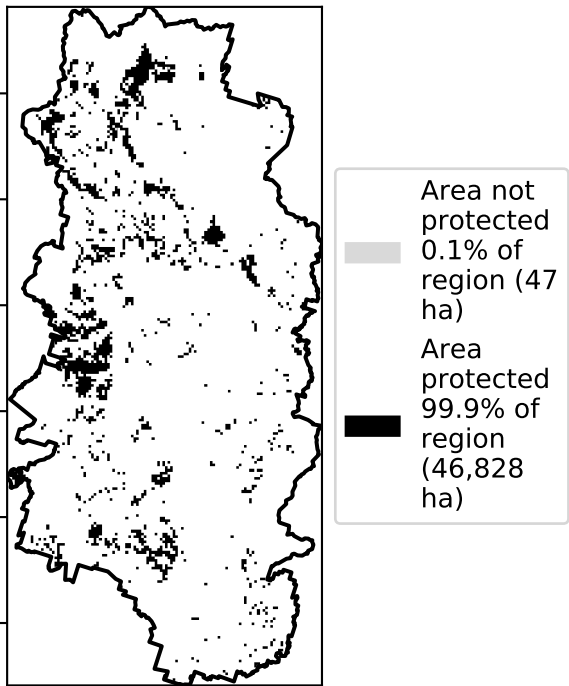 Area not
protected
0.1% of
region (47
ha)
Area
protected
99.9% of
region
(46,828
ha)